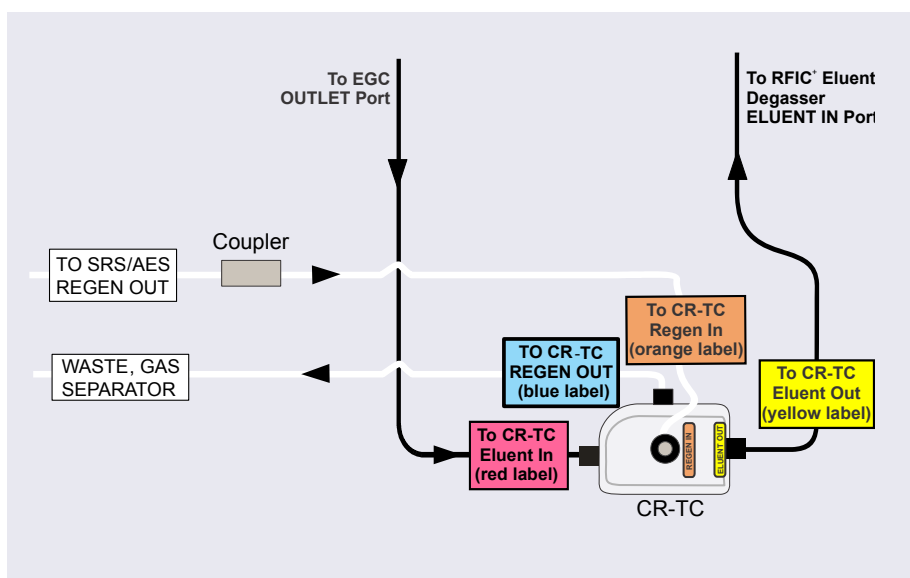 To EGC
OUTLET Port
To RFIC+ Eluent
Degasser
ELUENT IN Port
Coupler
TO SRS/AES
REGEN OUT
To CR-TC
Regen In
(orange label)
TO CR-TC
REGEN OUT
(blue label)
WASTE, GAS
SEPARATOR
To CR-TC
Eluent Out
(yellow label)
To CR-TC
Eluent In
(red label)
REGEN IN
ELUENT OUT
CR-TC